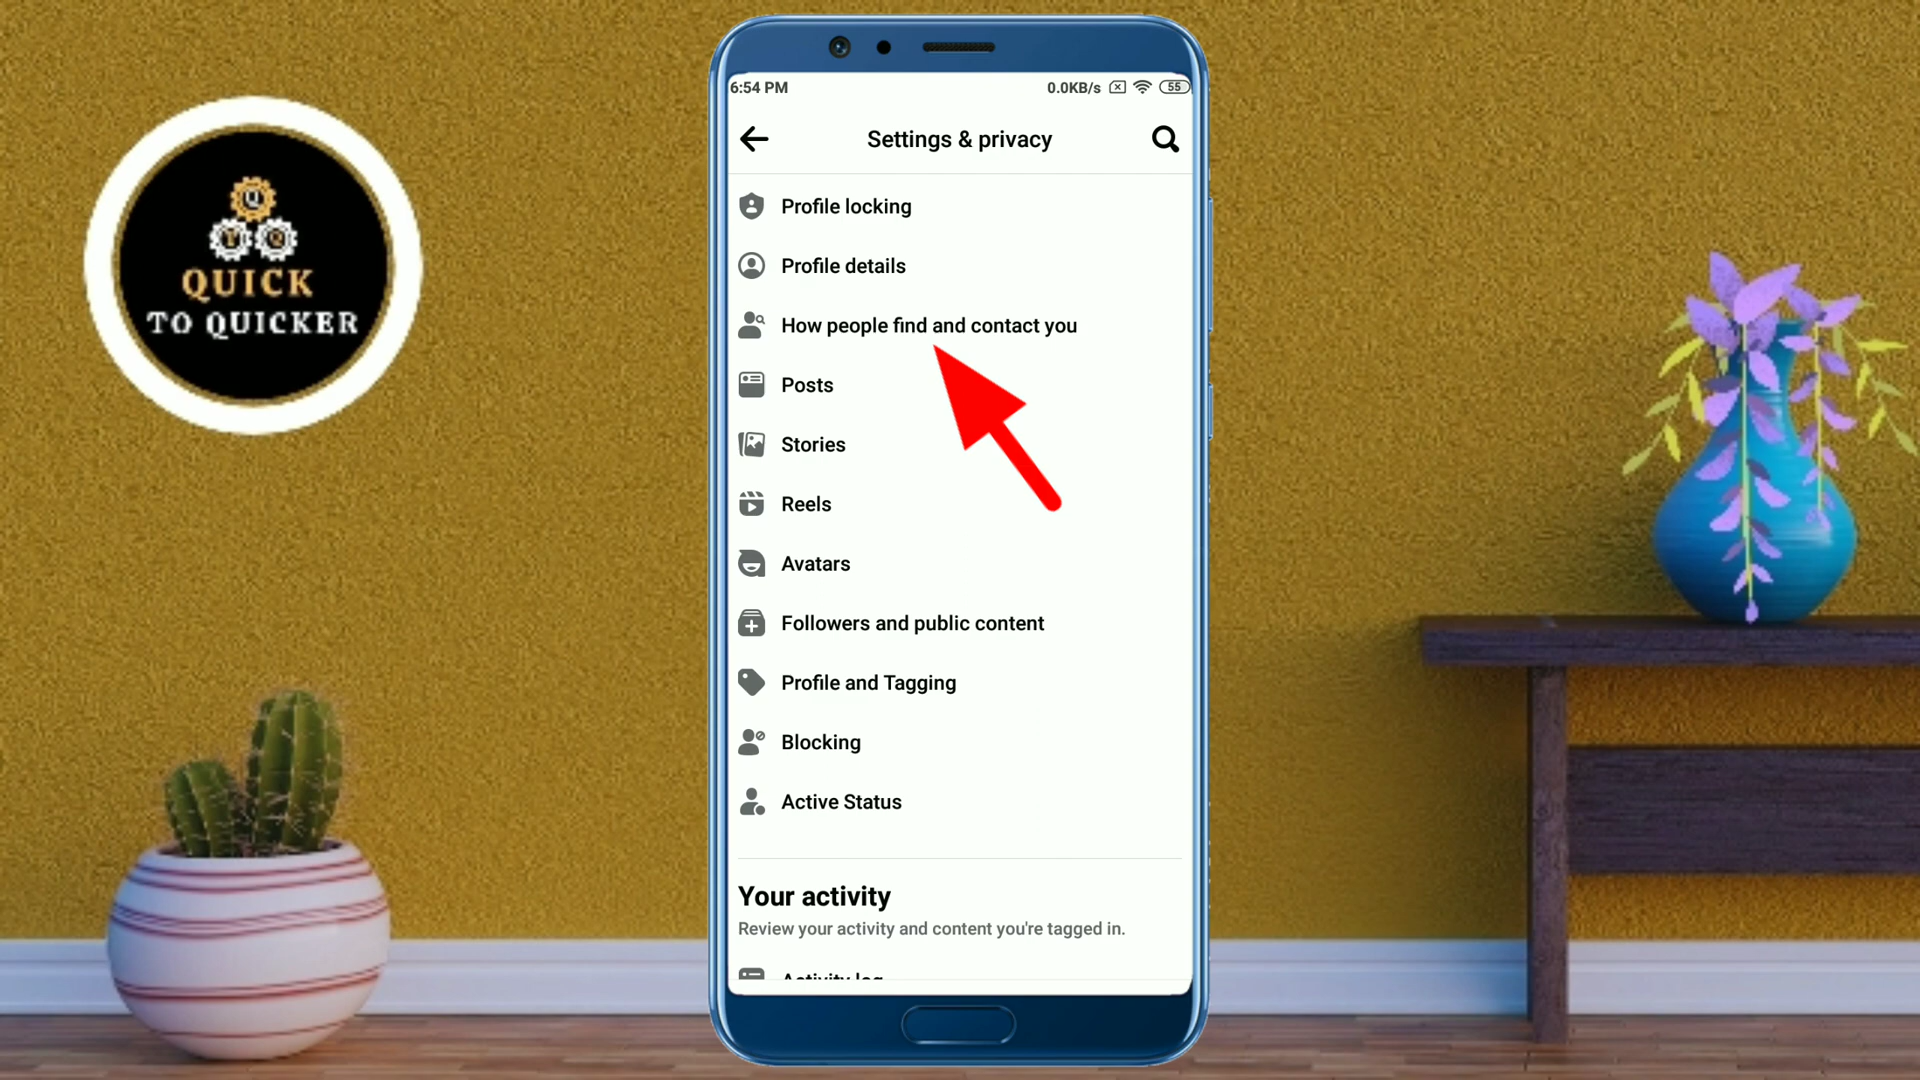 Q
Y Q
QUICK
TO QUICKER
6:54 PM
0.0KB/s
55
Settings & privacy
Profile locking
Profile details
How people find and contact you
Posts
Stories
Reels
Avatars
Followers and public content
Profile and Tagging
Blocking
Active Status
Your activity
Review your activity and content you're tagged in.
Activity log